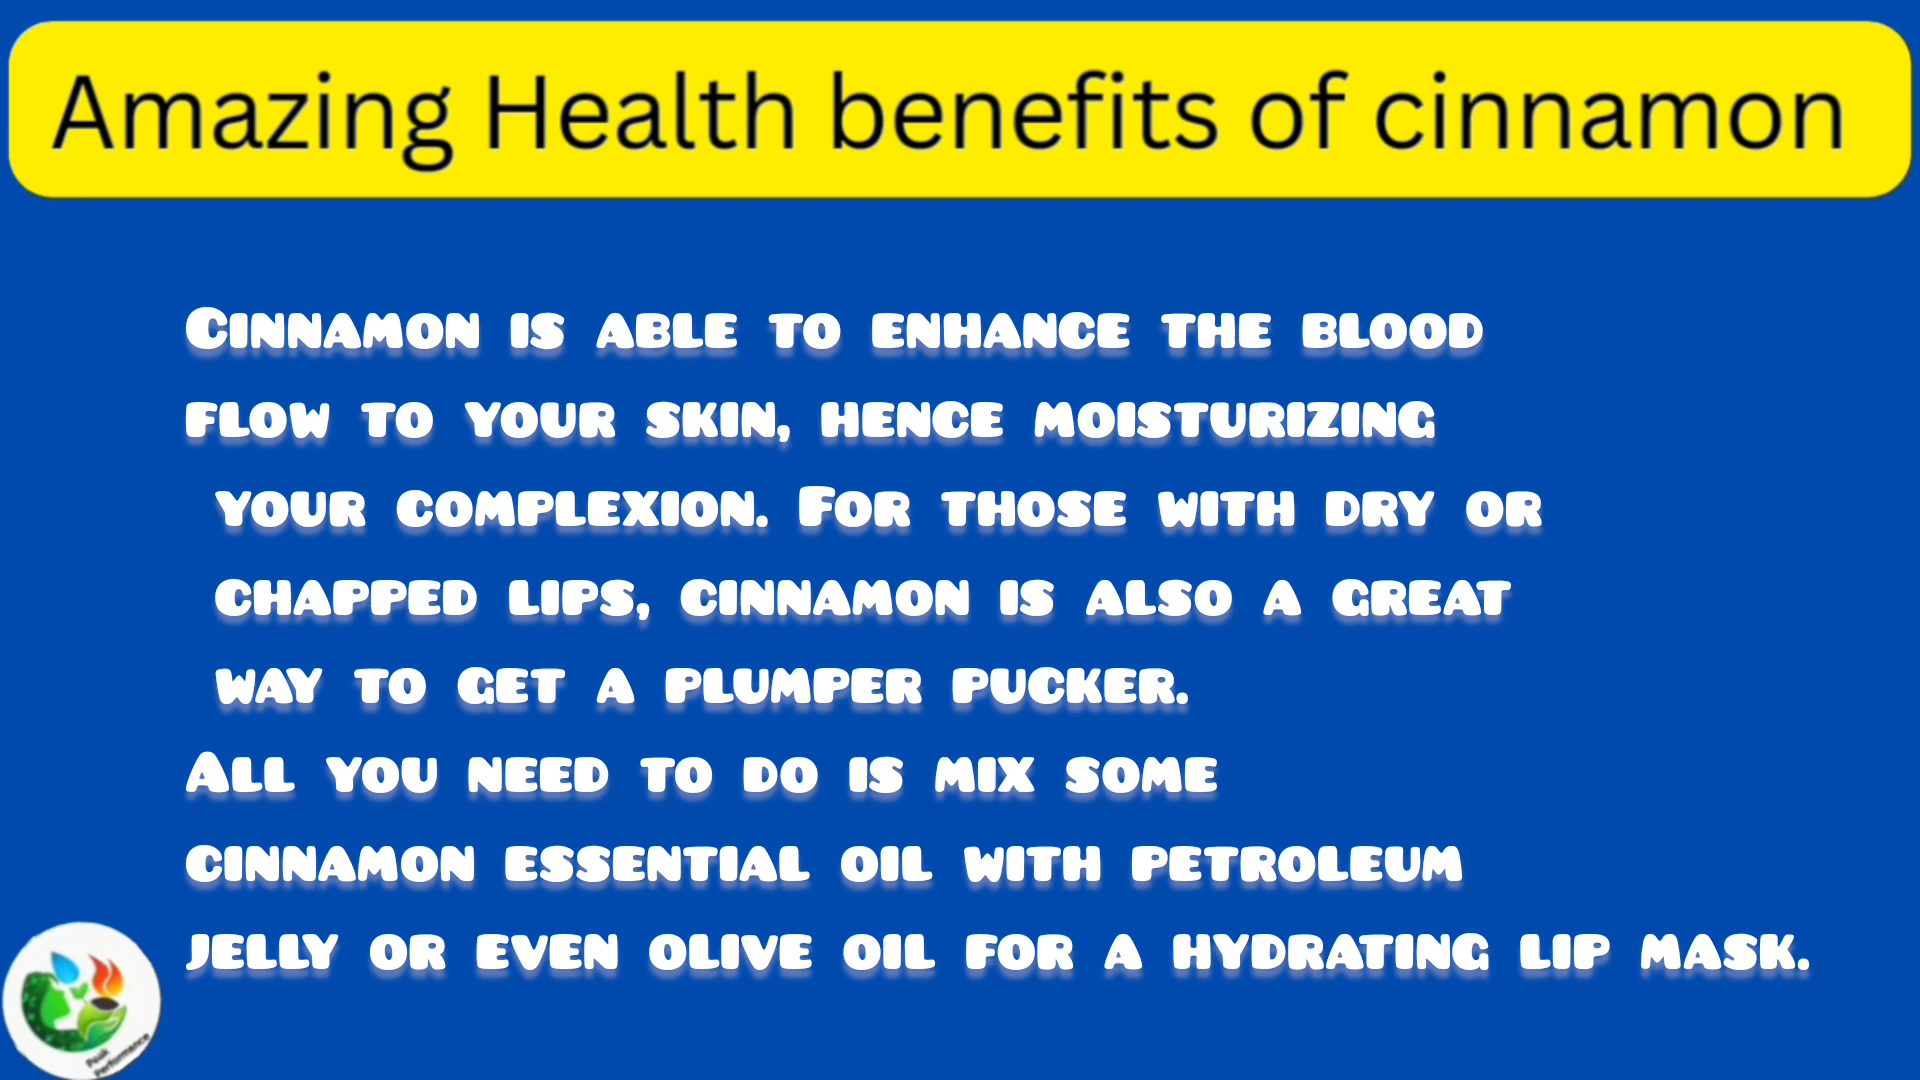 Amazing Health benefits of cinnamon
Cinnamon is able to enhance the blood
flow to your skin, hence moisturizing
your complexion. For those with dry or
chapped lips, cinnamon is also a great
way to get a plumper pucker.
All you need to do is mix some
cinnamon essential oil with petroleum
jelly or even olive oil for a hydrating lip mask.
Peak
Performance